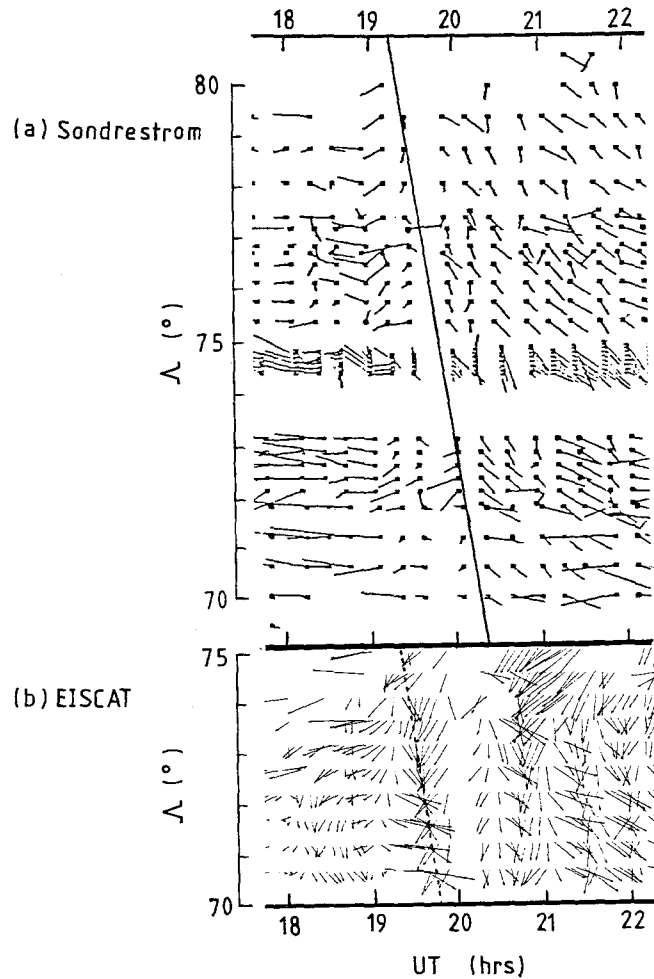 18 19 20 21 22
80
(a) Sondrestrom
Λ (°)
75
70
75
(b) EISCAT
Λ (°)
70
18 19 20 21 22
UT (hrs)